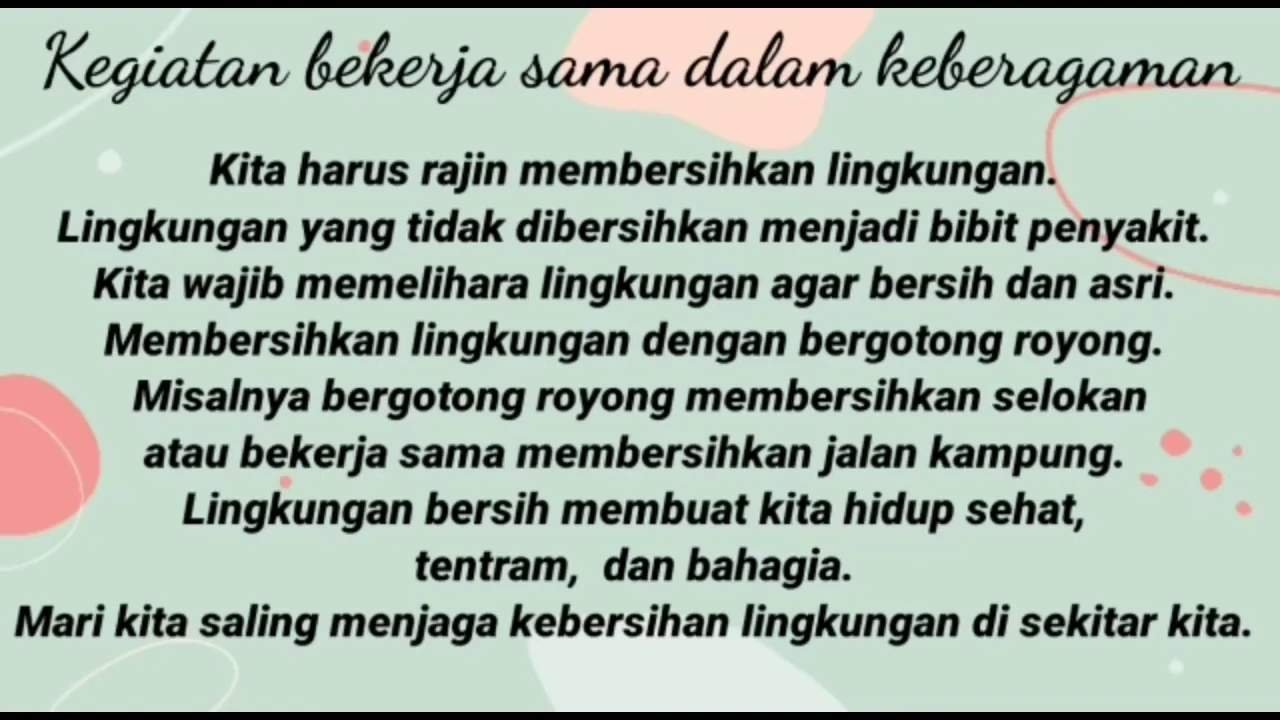 Kegiatan bekerja sama dalam keberagaman
Kita harus rajin membersihkan lingkungan.
Lingkungan yang tidak dibersihkan menjadi bibit penyakit.
Kita wajib memelihara lingkungan agar bersih dan asri.
Membersihkan lingkungan dengan bergotong royong.
Misalnya bergotong royong membersihkan selokan
atau bekerja sama membersihkan jalan kampung.
Lingkungan bersih membuat kita hidup sehat,
tentram, dan bahagia.
Mari kita saling menjaga kebersihan lingkungan di sekitar kita.